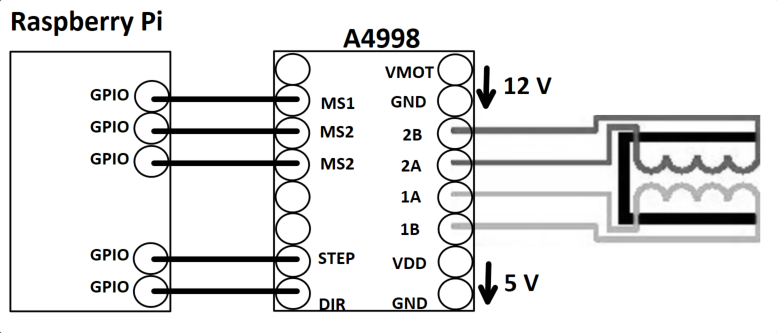 Raspberry Pi
A4998
GPIO
GPIO
GPIO
GPIO
GPIO
MS1
MS2
MS2
STEP
DIR
VMOT
GND
2B
2A
1A
1B
VDD
GND
12 V
5 V